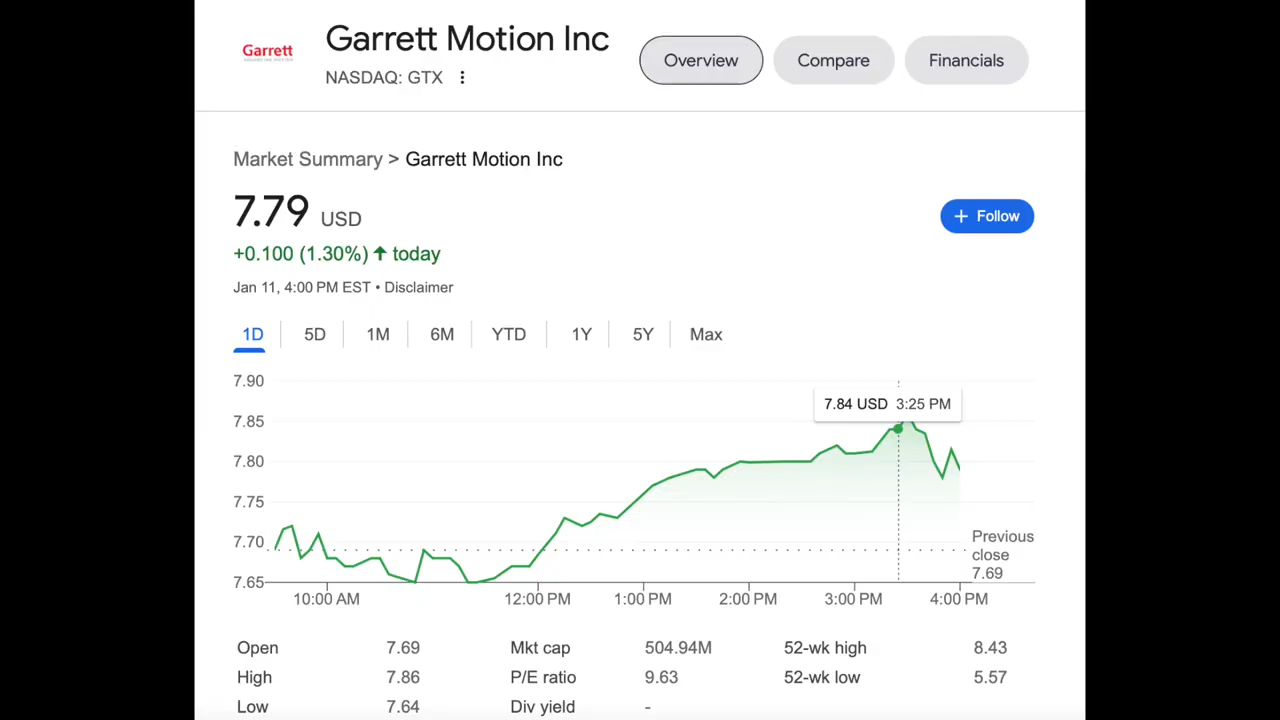 Garrett
Garrett Motion Inc
NASDAQ: GTX
Overview
Compare
Financials
Market Summary > Garrett Motion Inc
7.79 USD
+ Follow
+0.100 (1.30%) ↑ today
Jan 11, 4:00 PM EST • Disclaimer
1D 5D 1M 6M YTD 1Y 5Y Max
7.90
7.84 USD 3:25 PM
7.85
7.80
7.75
7.70
Previous
close
7.69
7.65
10:00 AM 12:00 PM 1:00 PM 2:00 PM 3:00 PM 4:00 PM
Open 7.69 Mkt cap 504.94M 52-wk high 8.43
High 7.86 P/E ratio 9.63 52-wk low 5.57
Low 7.64 Div yield -